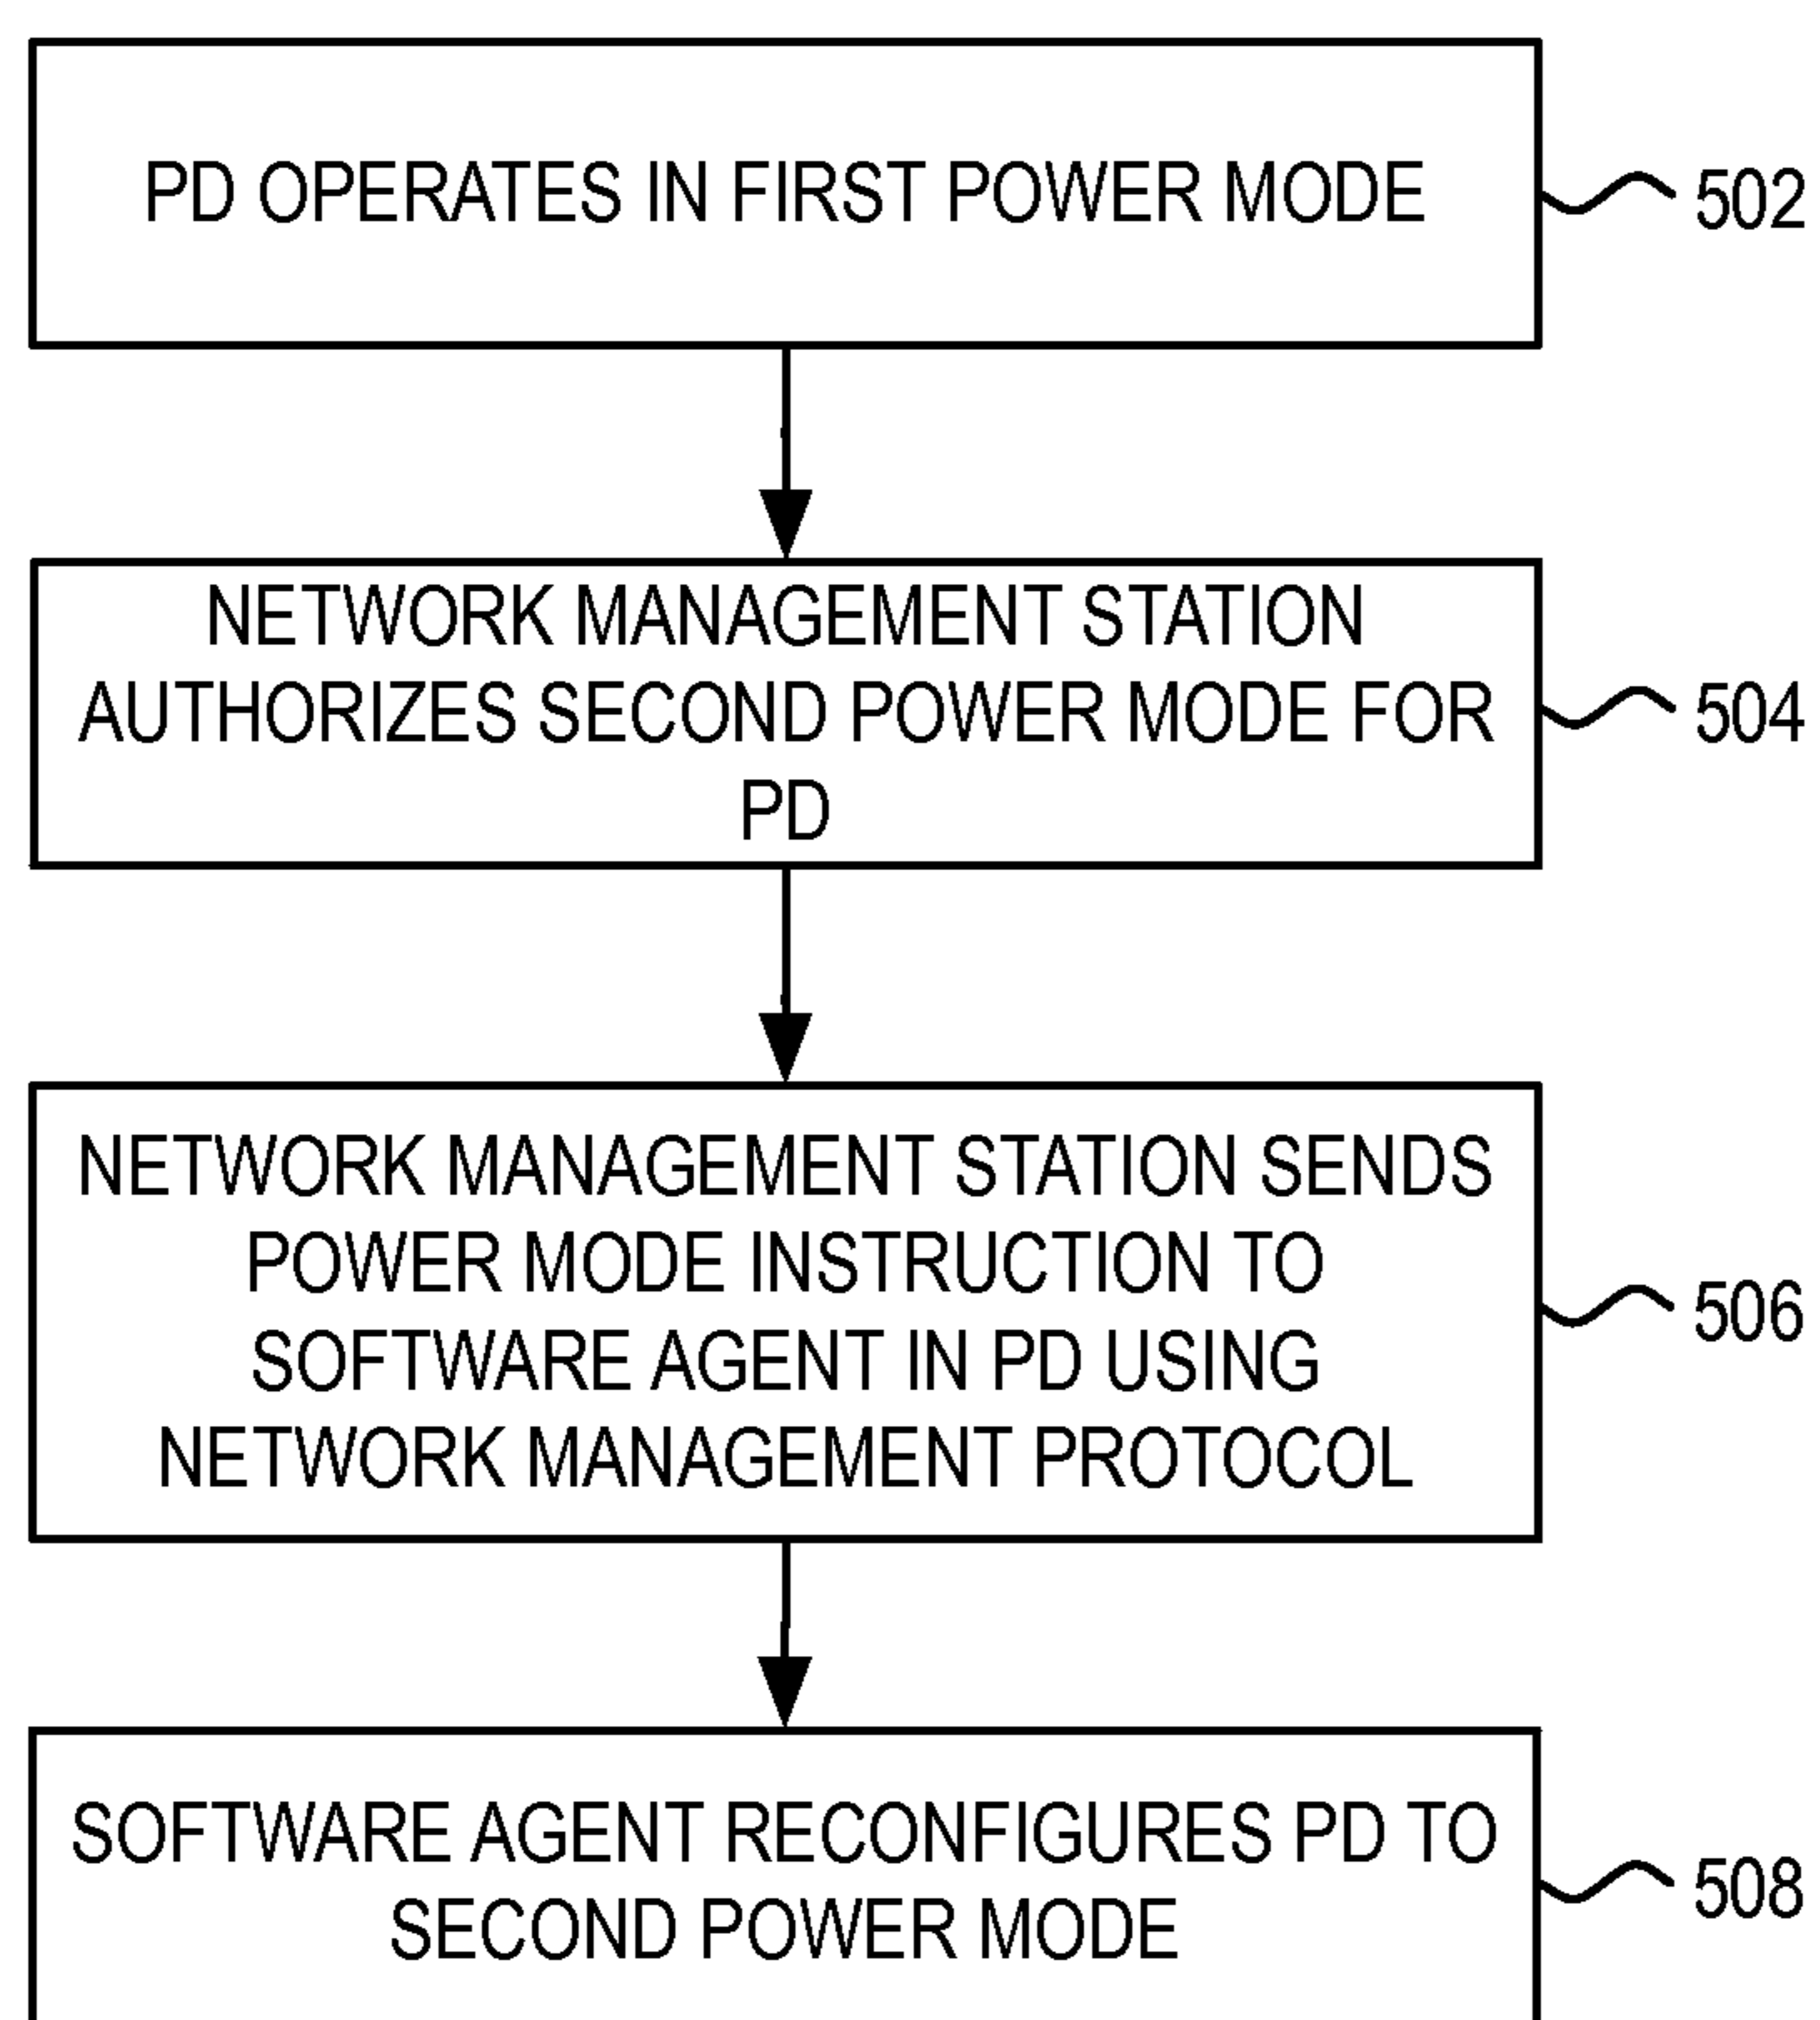 PD OPERATES IN FIRST POWER MODE
502
NETWORK MANAGEMENT STATION
AUTHORIZES SECOND POWER MODE FOR
PD
504
NETWORK MANAGEMENT STATION SENDS
POWER MODE INSTRUCTION TO
SOFTWARE AGENT IN PD USING
NETWORK MANAGEMENT PROTOCOL
506
SOFTWARE AGENT RECONFIGURES PD TO
SECOND POWER MODE
508